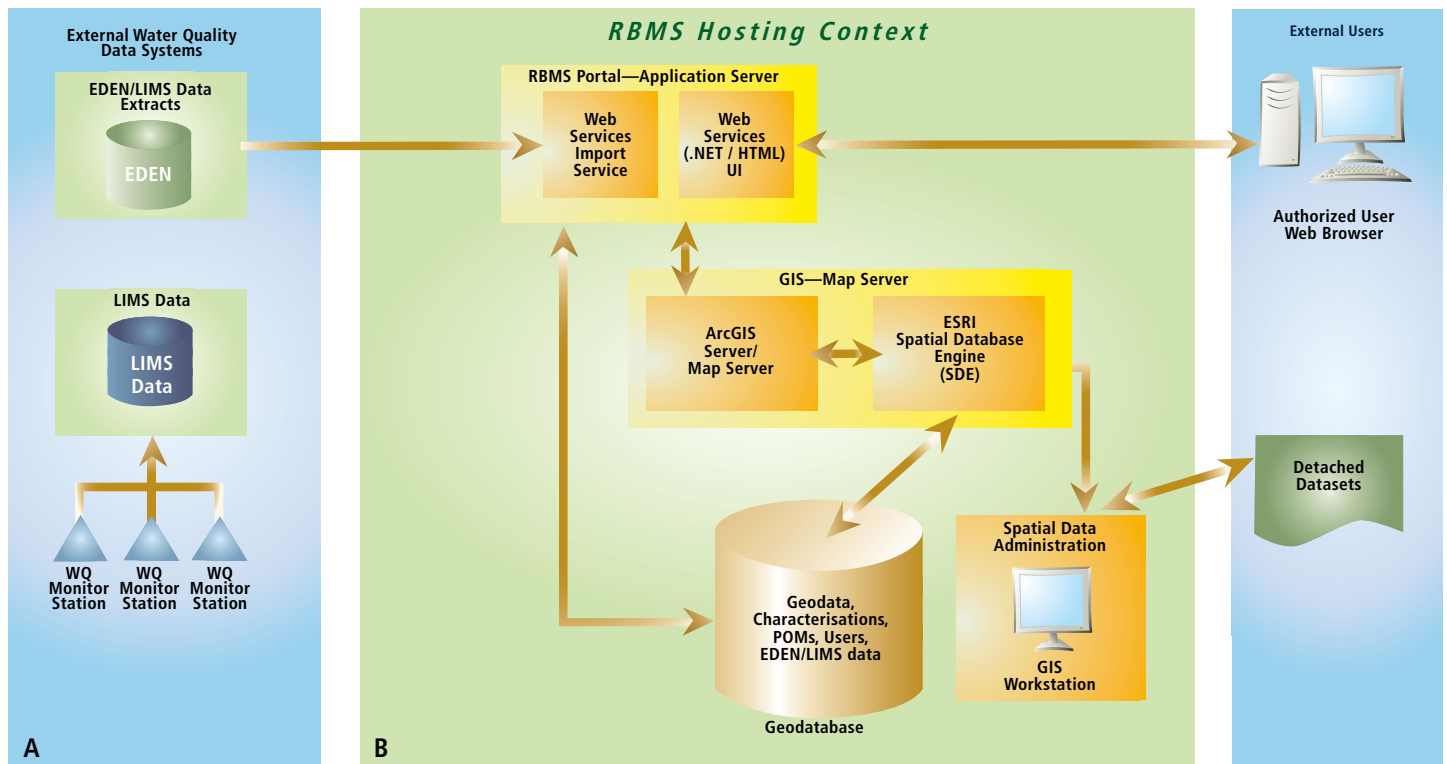 External Water Quality
Data Systems
EDEN/LIMS Data
Extracts
EDEN
LIMS Data
LIMS
Data
WQ
Monitor
Station
WQ
Monitor
Station
WQ
Monitor
Station
A
RBMS Hosting Context
RBMS Portal—Application Server
Web
Services
Import
Service
Web
Services
(.NET / HTML)
UI
GIS—Map Server
ArcGIS
Server/
Map Server
ESRI
Spatial Database
Engine
(SDE)
Geodata,
Characterisations,
POMs, Users,
EDEN/LIMS data
Geodatabase
Spatial Data
Administration
GIS
Workstation
B
External Users
Authorized User
Web Browser
Detached
Datasets